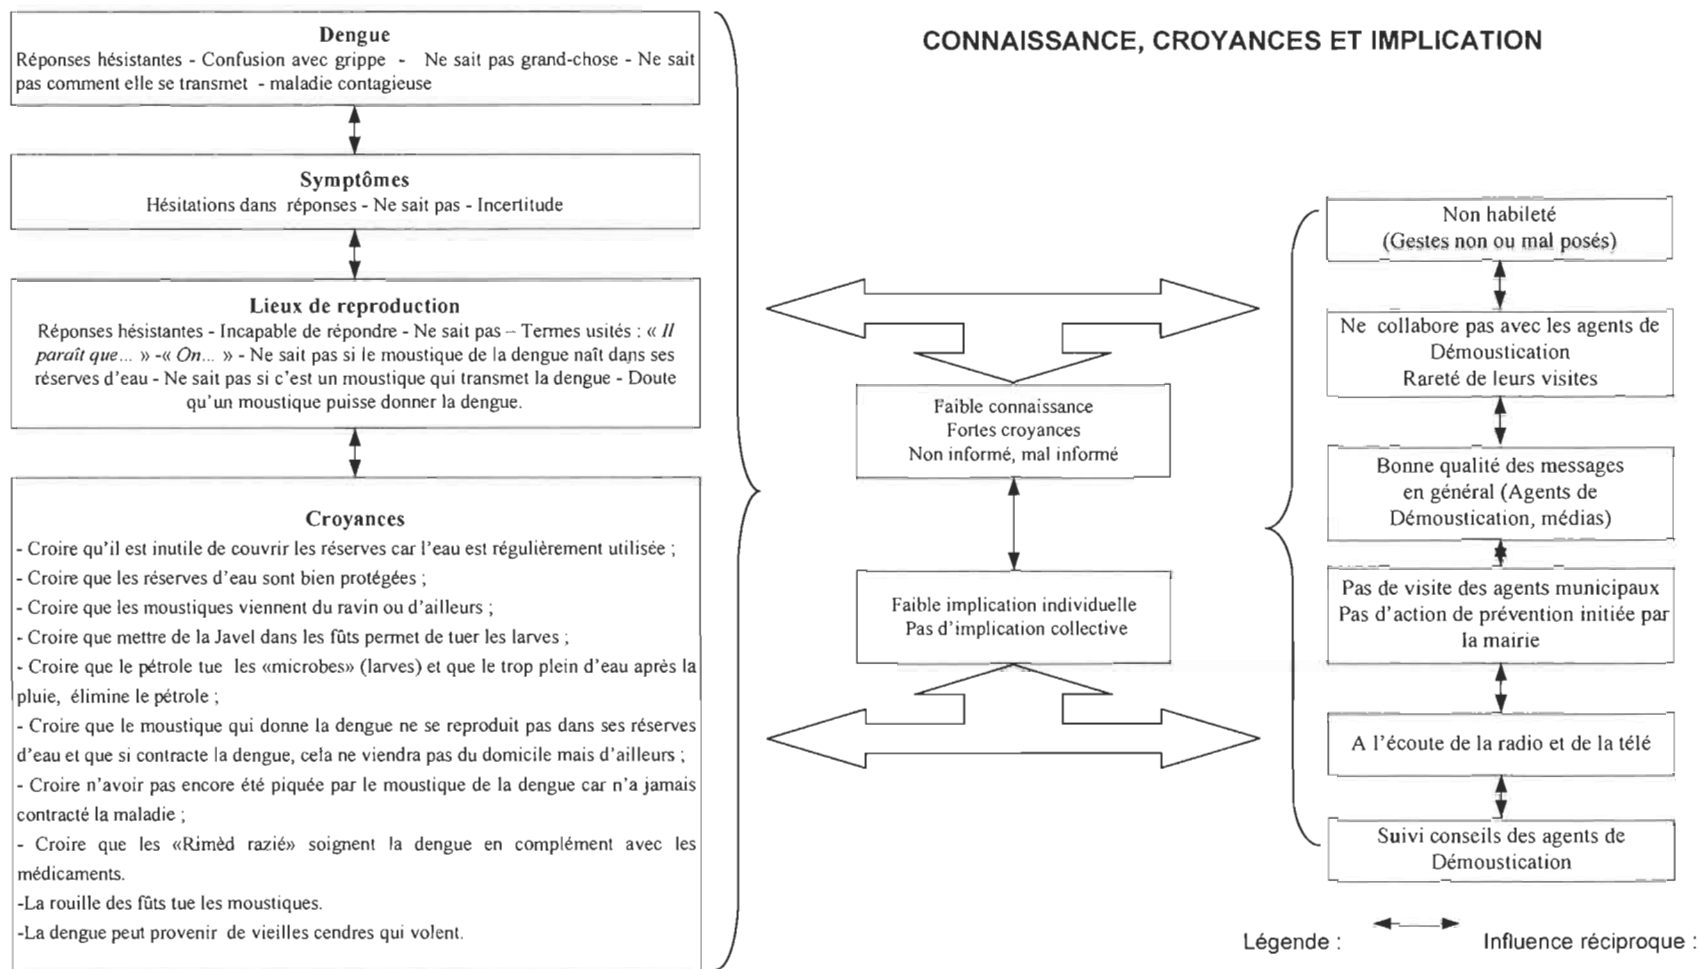 CONNAISSANCE, CROYANCES ET IMPLICATION
Dengue
Réponses hésistantes - Confusion avec grippe - Ne sait pas grand-chose - Ne sait
pas comment elle se transmet - maladie contagieuse
Symptômes
Hésitations dans réponses - Ne sait pas - Incertitude
Lieux de reproduction
Réponses hésistantes - Incapable de répondre - Ne sait pas – Termes usités : « Il
paraît que... » -« On... » - Ne sait pas si le moustique de la dengue naît dans ses
réserves d'eau - Ne sait pas si c'est un moustique qui transmet la dengue - Doute
qu'un moustique puisse donner la dengue.
Croyances
- Croire qu'il est inutile de couvrir les réserves car l'eau est régulièrement utilisée ;
- Croire que les réserves d'eau sont bien protégées ;
- Croire que les moustiques viennent du ravin ou d'ailleurs ;
- Croire que mettre de la Javel dans les fûts permet de tuer les larves ;
- Croire que le pétrole tue les «microbes» (larves) et que le trop plein d'eau après la
pluie, élimine le pétrole ;
- Croire que le moustique qui donne la dengue ne se reproduit pas dans ses réserves
d'eau et que si contracte la dengue, cela ne viendra pas du domicile mais d'ailleurs ;
- Croire n'avoir pas encore été piquée par le moustique de la dengue car n'a jamais
contracté la maladie ;
- Croire que les «Rimèd razié» soignent la dengue en complément avec les
médicaments.
-La rouille des fûts tue les moustiques.
-La dengue peut provenir de vieilles cendres qui volent.
Faible connaissance
Fortes croyances
Non informé, mal informé
Faible implication individuelle
Pas d'implication collective
Non habileté
(Gestes non ou mal posés)
Ne collabore pas avec les agents de
Démoustication
Rareté de leurs visites
Bonne qualité des messages
en général (Agents de
Démoustication, médias)
Pas de visite des agents municipaux
Pas d'action de prévention initiée par
la mairie
A l'écoute de la radio et de la télé
Suivi conseils des agents de
Démoustication
Légende : Influence réciproque :